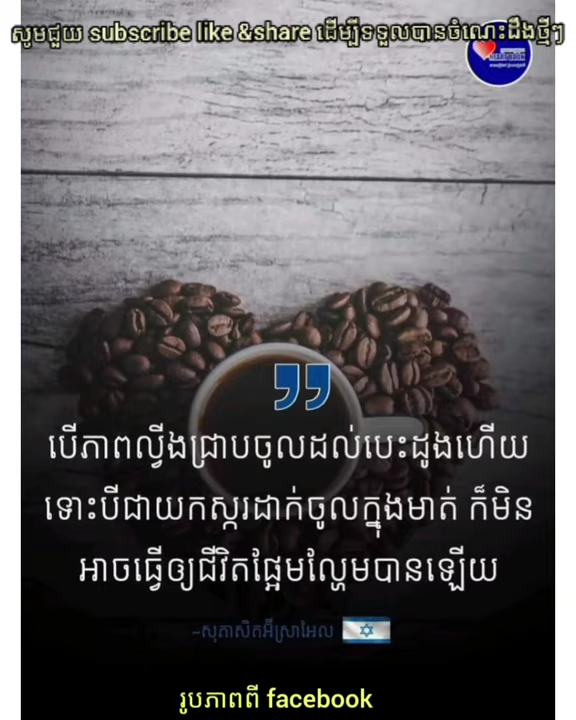 សូមជួយ subscribe like &share ដើម្បីទទួលបានចំណេះដឹងថ្មីៗ
HEART BOOK
បើភាពល្វីងជ្រាបចូលដល់បេះដូងហើយ
ទោះបីជាយកស្ករដាក់ចូលក្នុងមាត់ ក៏មិន
អាចធ្វើឲ្យជីវិតផ្អែមល្ហែមបានឡើយ
~សុភាសិតអ៊ីស្រាអែល
រូបភាពពី facebook